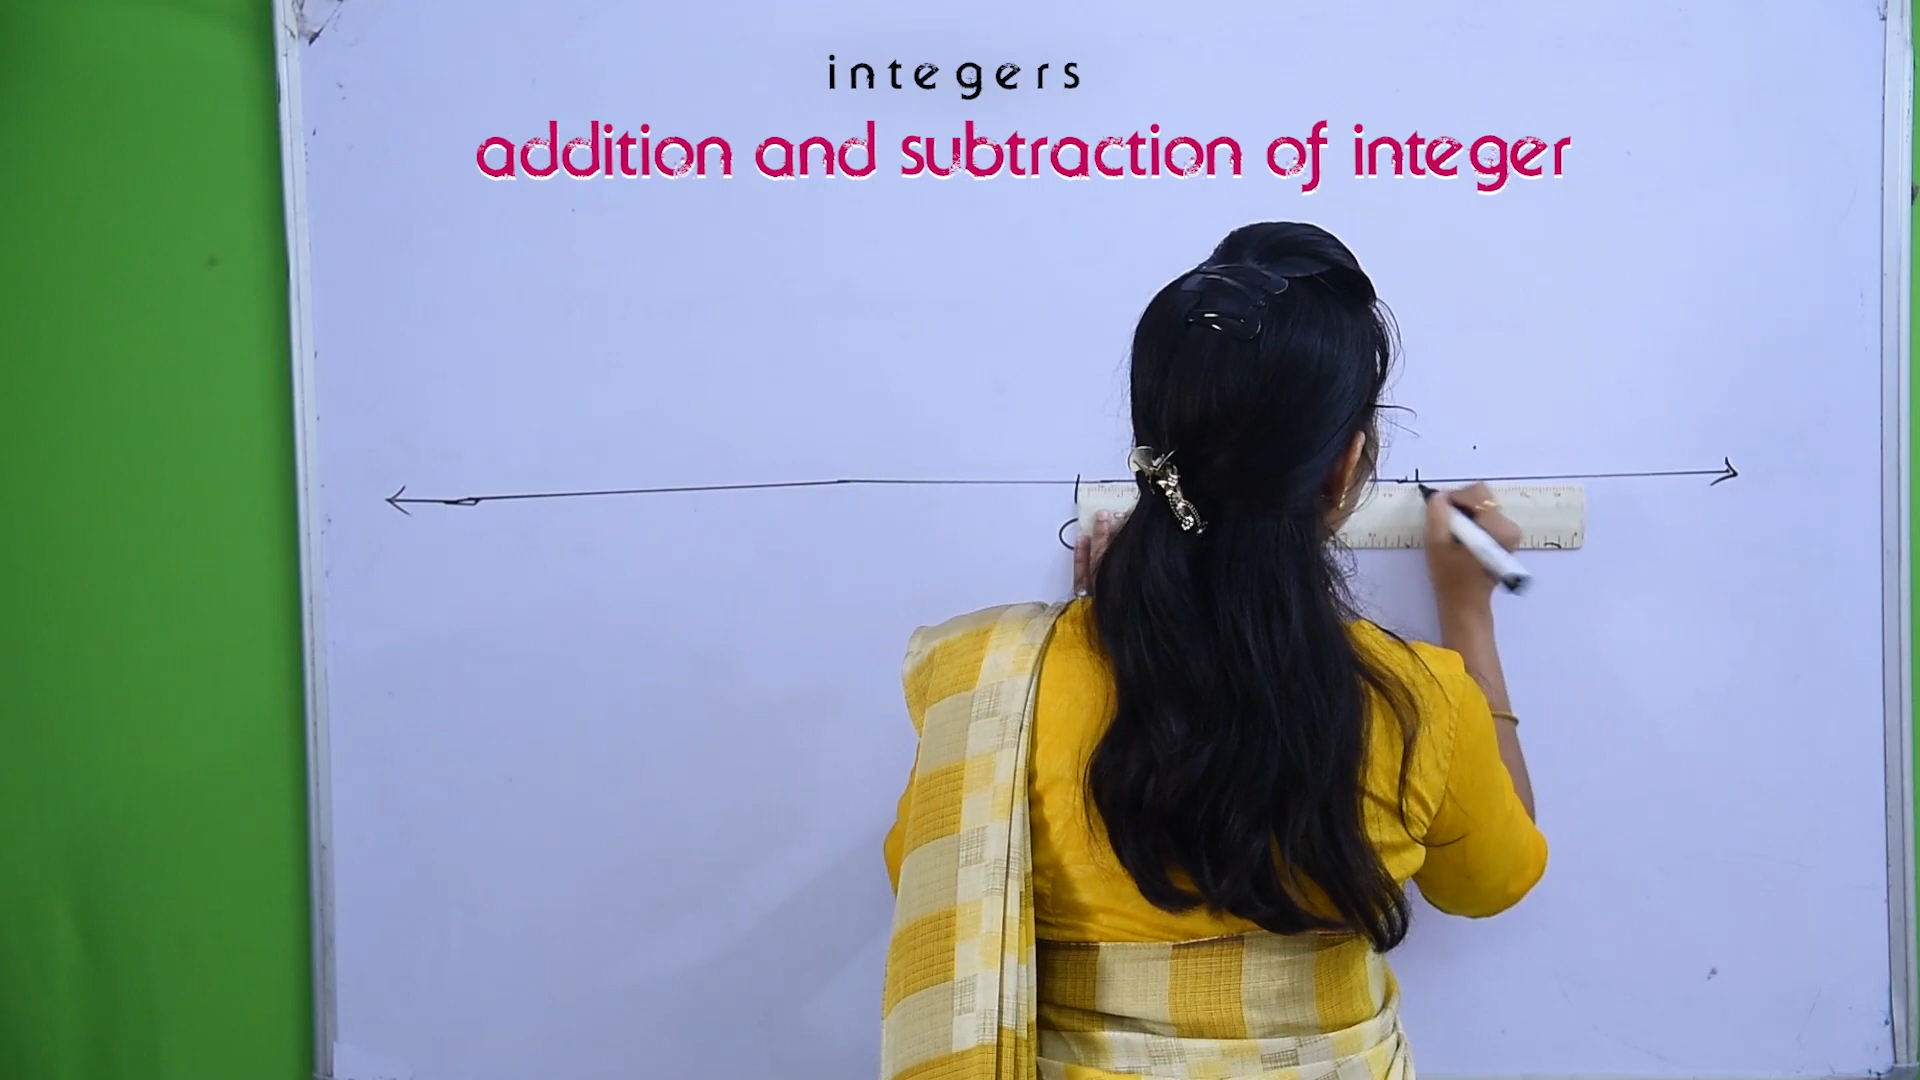 integers
addition and subtraction of integer